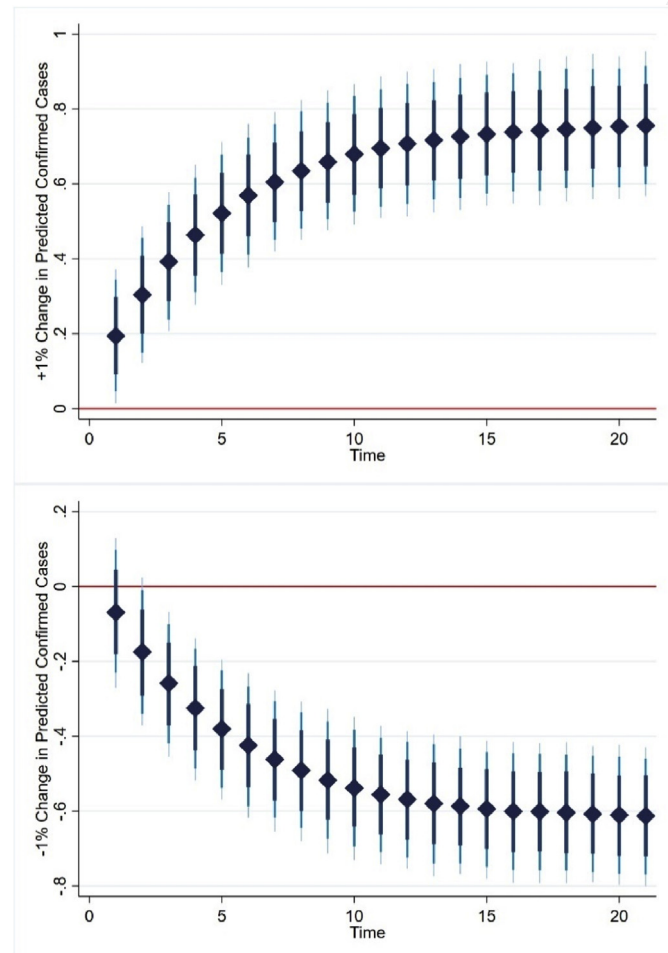 +1% Change in Predicted Confirmed Cases
1
.8
.6
.4
.2
0
0 5 10 15 20
Time
-1% Change in Predicted Confirmed Cases
.2
0
-.2
-.4
-.6
-.8
0 5 10 15 20
Time